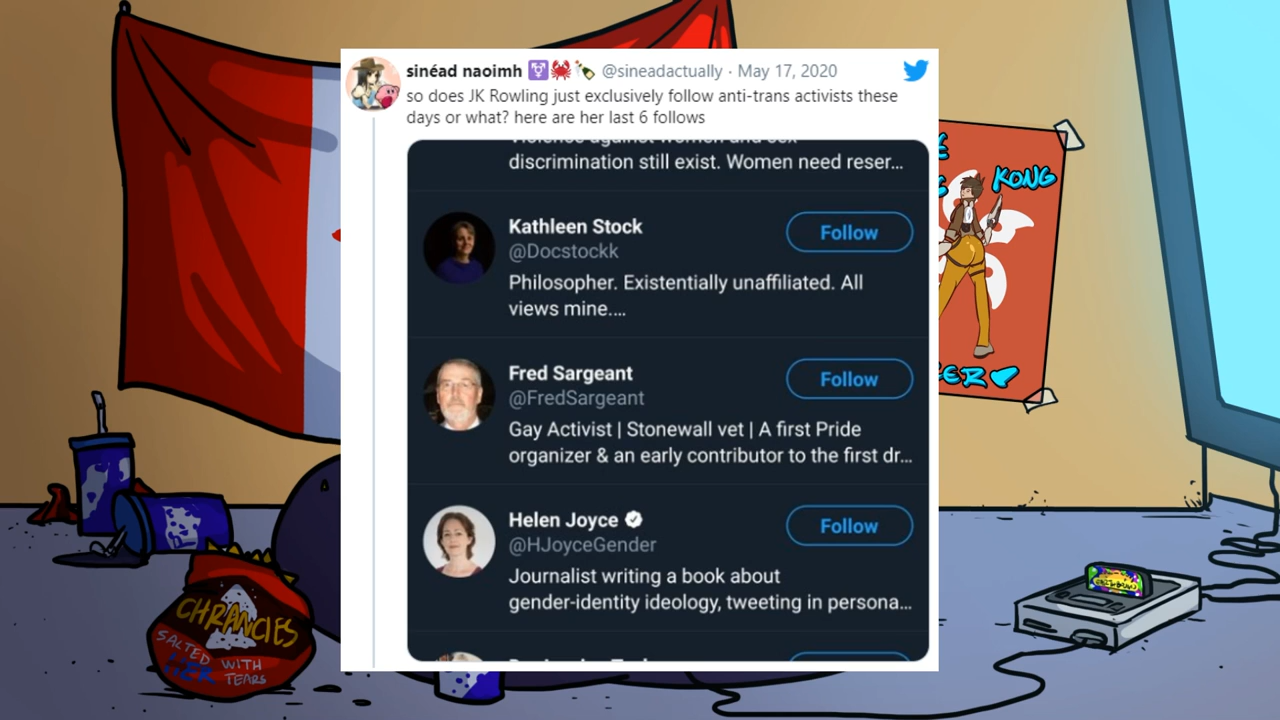 sinéad naoimh @sineadactually · May 17, 2020
so does JK Rowling just exclusively follow anti-trans activists these
days or what? here are her last 6 follows
discrimination still exist. Women need reser...
Kathleen Stock
Follow
@Docstockk
Philosopher. Existentially unaffiliated. All
views mine....
Fred Sargeant
Follow
@FredSargeant
Gay Activist | Stonewall vet | A first Pride
organizer & an early contributor to the first dr...
Helen Joyce
Follow
@HJoyceGender
Journalist writing a book about
gender-identity ideology, tweeting in persona...
KONG
CHRANCIES
SALTED WITH
HER TEARS